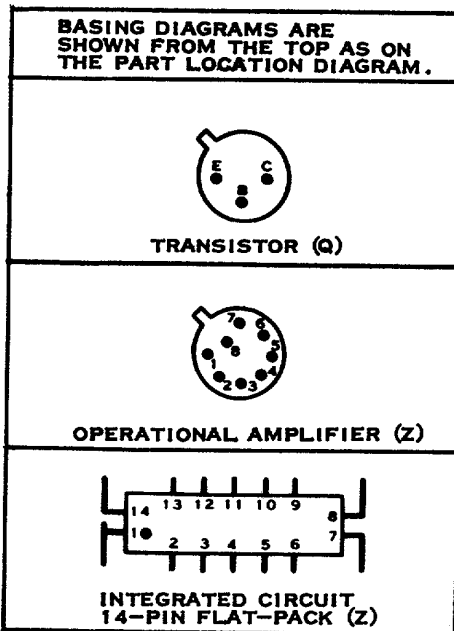 BASING DIAGRAMS ARE
SHOWN FROM THE TOP AS ON
THE PART LOCATION DIAGRAM.
E C
B
TRANSISTOR (Q)
7 6
8 5
1 4
2 3
OPERATIONAL AMPLIFIER (Z)
14 13 12 11 10 9 8
1 2 3 4 5 6 7
INTEGRATED CIRCUIT
14-PIN FLAT-PACK (Z)